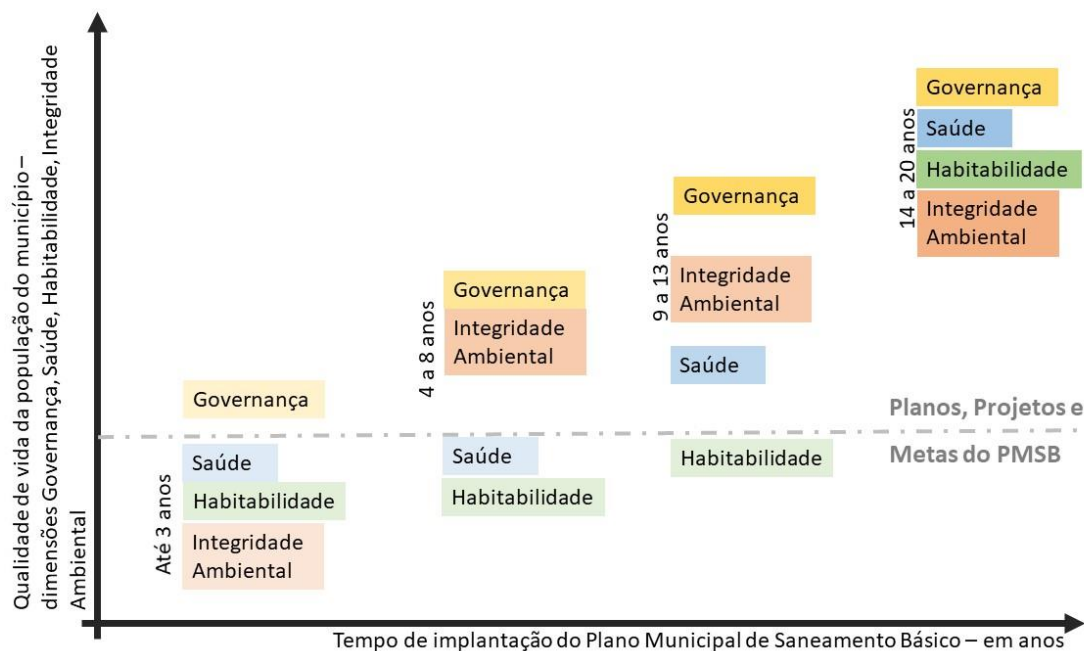 Qualidade de vida da população do município –
dimensões Governança, Saúde, Habitabilidade, Integridade
Ambiental
Até 3 anos
Governança
Saúde
Habitabilidade
Integridade
Ambiental
4 a 8 anos
Governança
Integridade
Ambiental
Saúde
Habitabilidade
9 a 13 anos
Governança
Integridade
Ambiental
Saúde
Habitabilidade
14 a 20 anos
Governança
Saúde
Habitabilidade
Integridade
Ambiental
Planos, Projetos e
Metas do PMSB
Tempo de implantação do Plano Municipal de Saneamento Básico – em anos